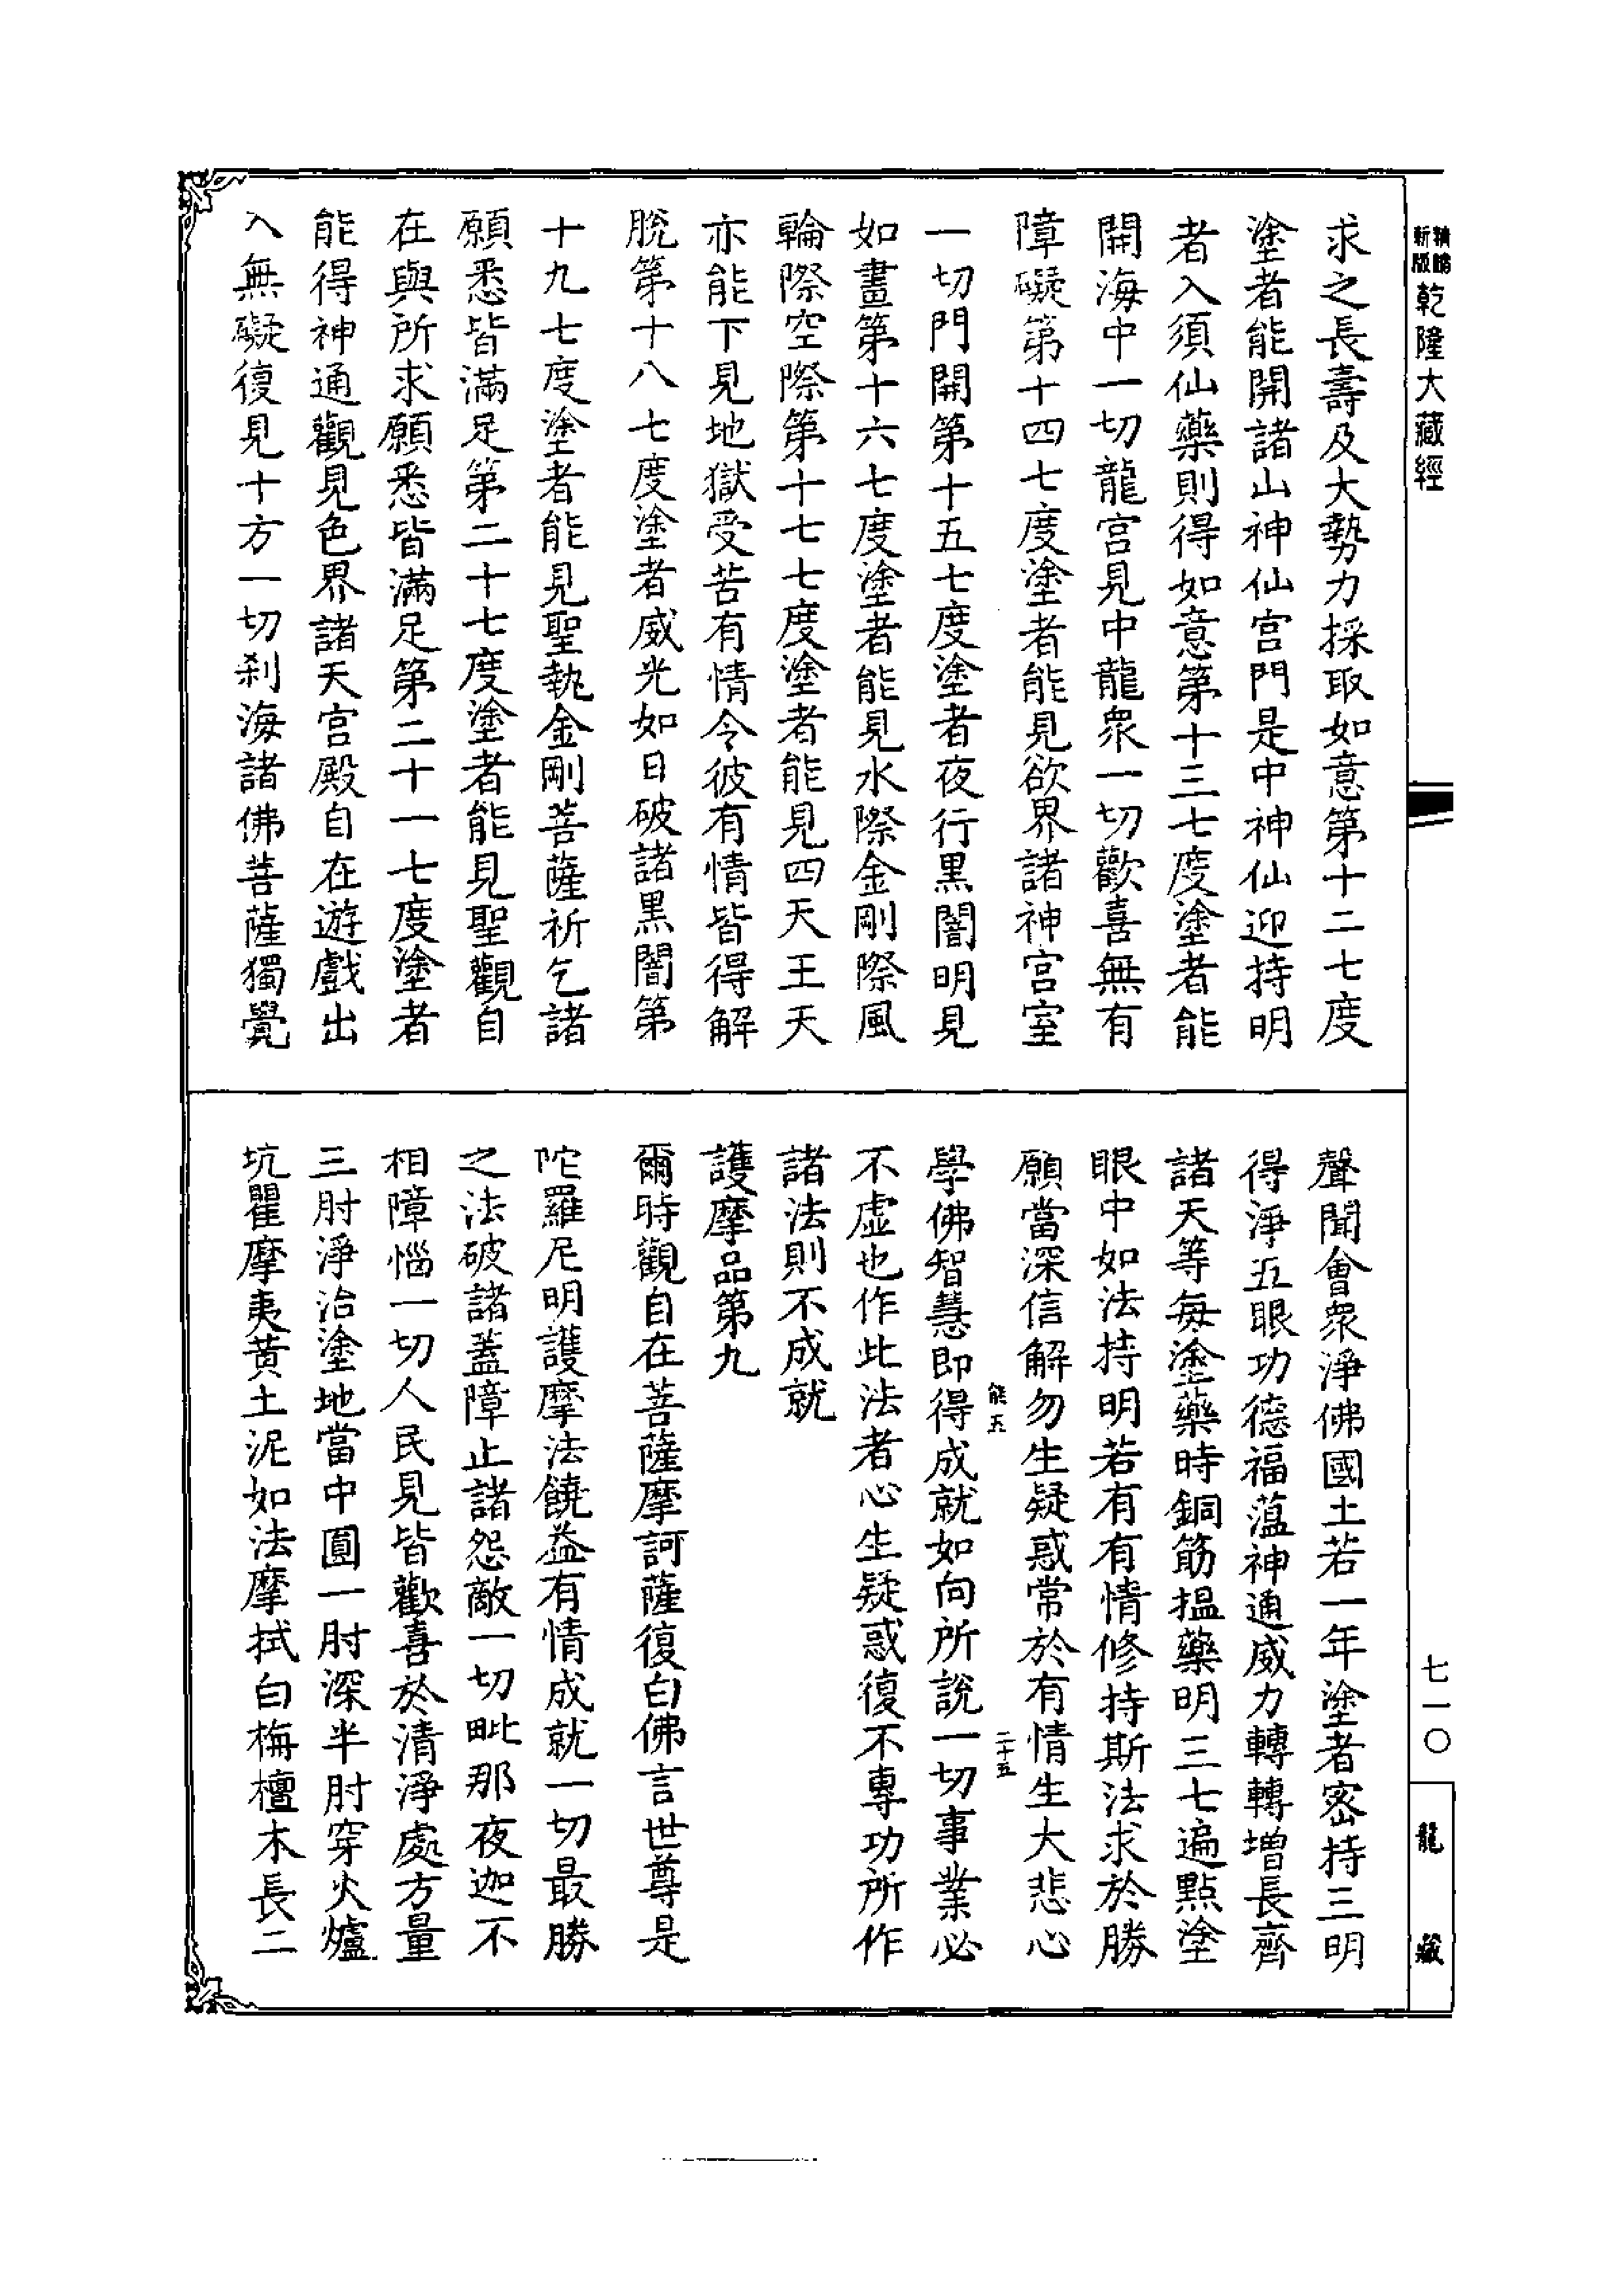 乾隆大藏經
七一〇
龍藏
求之長壽及大勢力採取如意第十二七度
塗者能開諸山神仙宮門是中神仙迎持明
者入須仙藥則得如意第十三七度塗者能
開海中一切龍宮見中龍眾一切歡喜無有
障礙第十四七度塗者能見欲界諸神宮室
一切門開第十五七度塗者夜行黑闇明見
如晝第十六七度塗者能見水際金剛際風
輪際空際第十七七度塗者能見四天王天
亦能下見地獄受苦有情令彼有情皆得解
脫第十八七度塗者威光如日破諸黑闇第
十九七度塗者能見聖執金剛菩薩祈乞諸
願悉皆滿足第二十七度塗者能見聖觀自
在與所求願悉皆滿足第二十一七度塗者
能得神通觀見色界諸天宮殿自在遊戲出
入無礙復見十方一切剎海諸佛菩薩獨覺
聲聞會眾淨佛國土若一年塗者密持三明
得淨五眼功德福蕰神通威力轉轉增長齊
諸天等每塗藥時銅筯搵藥明三七遍點塗
眼中如法持明若有有情修持斯法求於勝
願當深信解勿生疑惑常於有情生大悲心
能五
二十五
學佛智慧即得成就如向所說一切事業必
不虛也作此法者心生疑惑復不專功所作
諸法則不成就
護摩品第九
爾時觀自在菩薩摩訶薩復白佛言世尊是
陀羅尼明護摩法饒益有情成就一切最勝
之法破諸蓋障止諸怨敵一切毗那夜迦不
相障惱一切人民見皆歡喜於清淨處方量
三肘淨治塗地當中圓一肘深半肘穿火爐
坑瞿摩夷黃土泥如法摩拭白栴檀木長二